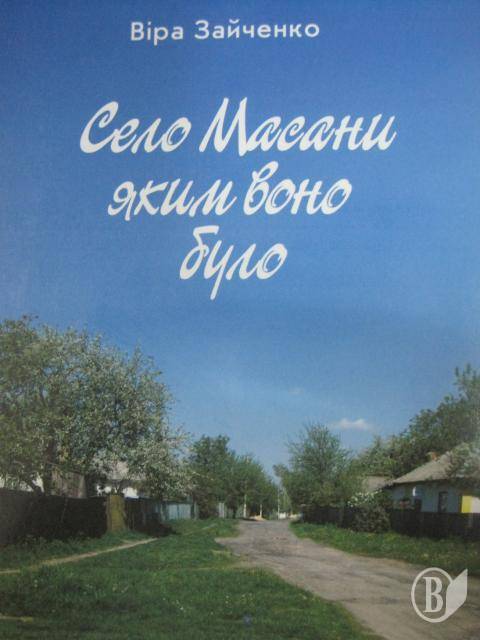 Віра Зайченко
Село Масани
яким воно
було
В